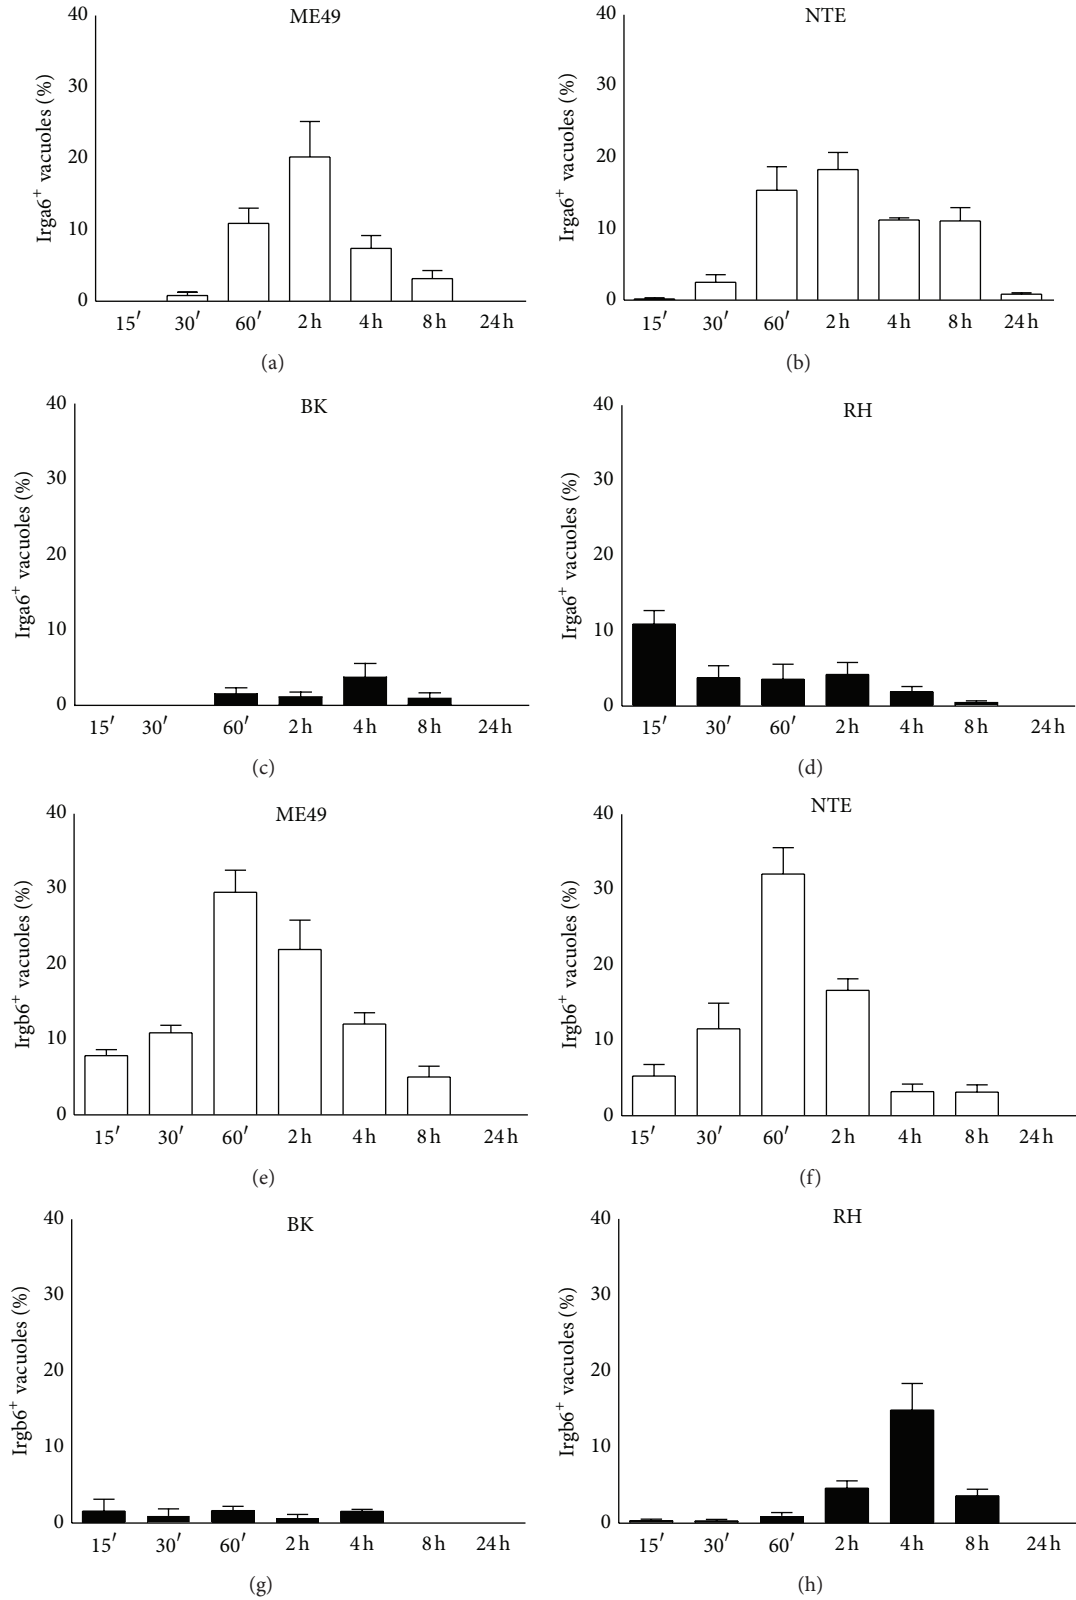 ME49
40
30
20
10
0
Irga6+ vacuoles (%)
15′ 30′ 60′ 2 h 4 h 8 h 24 h
(a)
NTE
40
30
20
10
0
Irga6+ vacuoles (%)
15′ 30′ 60′ 2 h 4 h 8 h 24 h
(b)
BK
40
30
20
10
0
Irga6+ vacuoles (%)
15′ 30′ 60′ 2 h 4 h 8 h 24 h
(c)
RH
40
30
20
10
0
Irga6+ vacuoles (%)
15′ 30′ 60′ 2 h 4 h 8 h 24 h
(d)
ME49
40
30
20
10
0
Irgb6+ vacuoles (%)
15′ 30′ 60′ 2 h 4 h 8 h 24 h
(e)
NTE
40
30
20
10
0
Irgb6+ vacuoles (%)
15′ 30′ 60′ 2 h 4 h 8 h 24 h
(f)
BK
40
30
20
10
0
Irgb6+ vacuoles (%)
15′ 30′ 60′ 2 h 4 h 8 h 24 h
(g)
RH
40
30
20
10
0
Irgb6+ vacuoles (%)
15′ 30′ 60′ 2 h 4 h 8 h 24 h
(h)